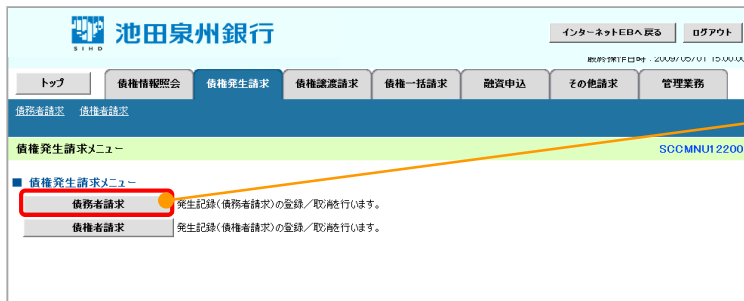 SIHD 池田泉州銀行
インターネットEBへ戻る ログアウト
最終操作日時:2009/05/01 15:00:00
トップ 債権情報照会 債権発生請求 債権譲渡請求 債権一括請求 融資申込 その他請求 管理業務
債務者請求 債権者請求
債権発生請求メニュー SCCMNU12200
■ 債権発生請求メニュー
債務者請求 発生記録(債務者請求)の登録/取消を行います。
債権者請求 発生記録(債権者請求)の登録/取消を行います。